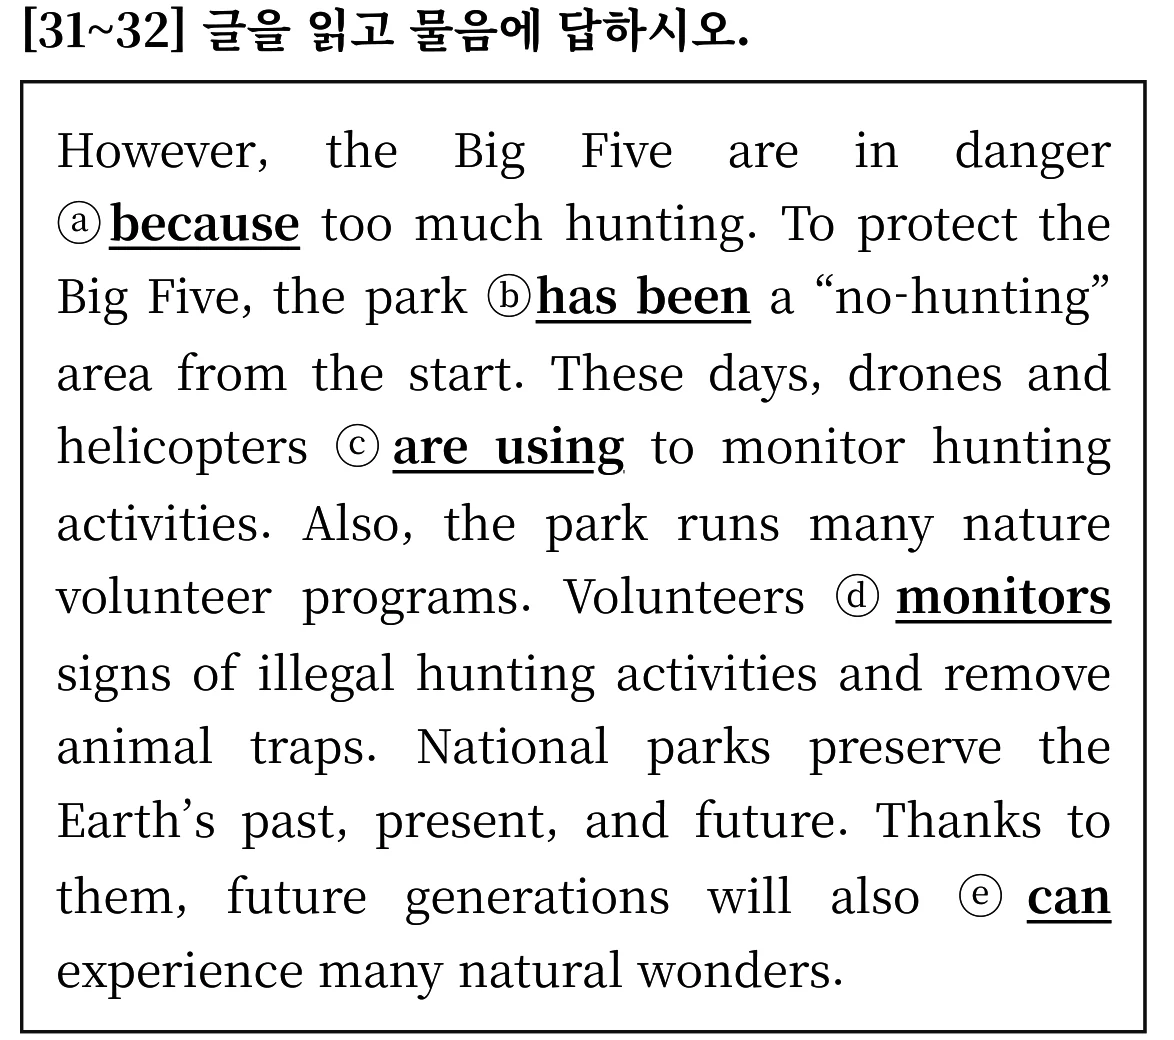 [31~32] 글을 읽고 물음에 답하시오.
However, the Big Five are in danger
ⓐbecause too much hunting. To protect the
Big Five, the park ⓑhas been a “no-hunting”
area from the start. These days, drones and
helicopters ⓒ are using to monitor hunting
activities. Also, the park runs many nature
volunteer programs. Volunteers ⓓ monitors
signs of illegal hunting activities and remove
animal traps. National parks preserve the
Earth’s past, present, and future. Thanks to
them, future generations will also ⓔ can
experience many natural wonders.